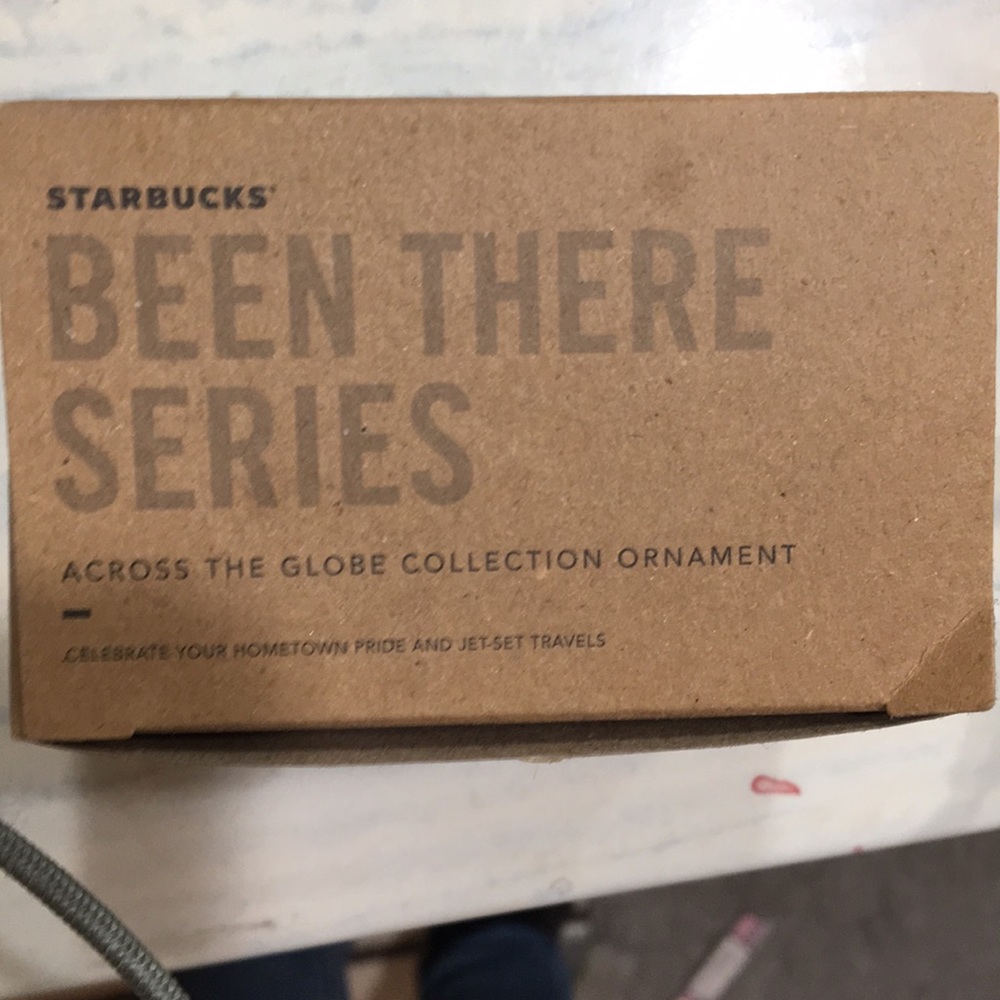 STARBUCKS®
BEEN THERE
SERIES
ACROSS THE GLOBE COLLECTION ORNAMENT
CELEBRATE YOUR HOMETOWN PRIDE AND JET-SET TRAVELS